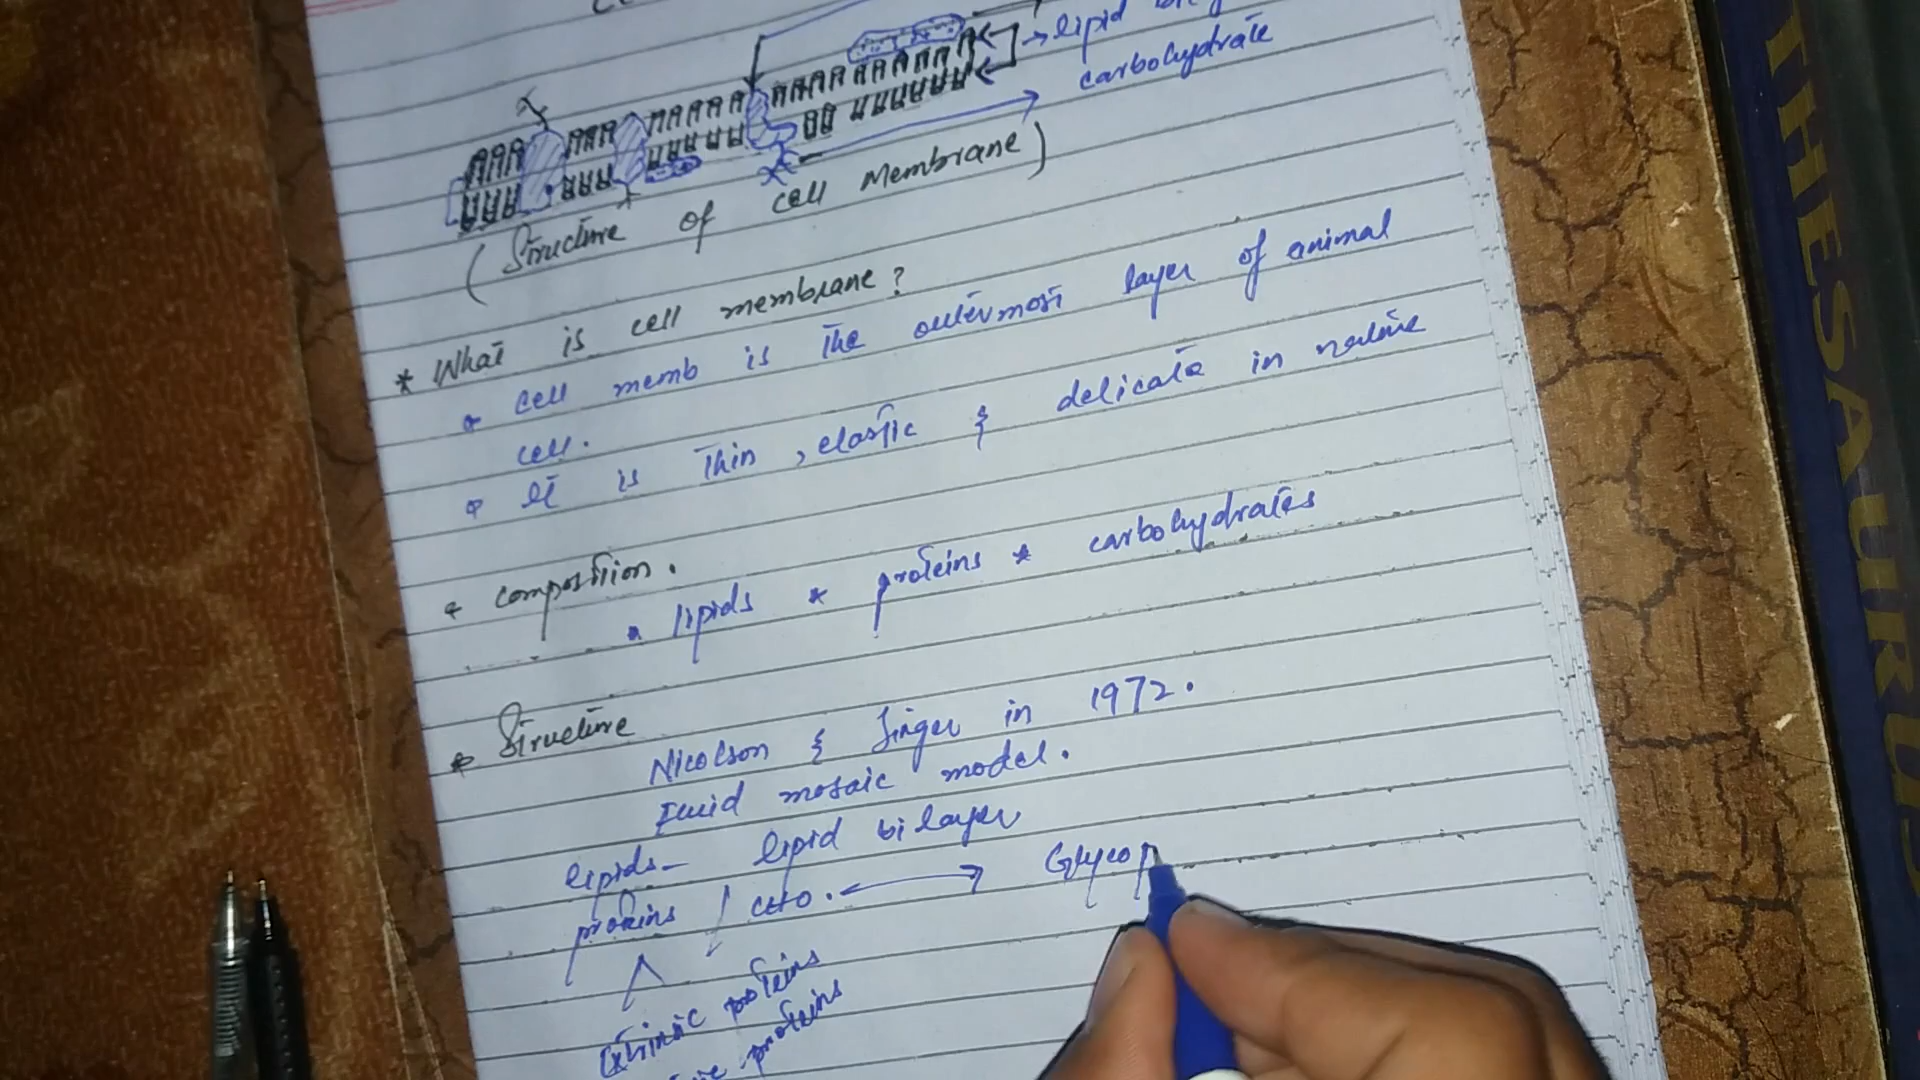 lipid
carbohydrate
(Structure of cell Membrane)
* What is cell membrane?
cell memb is the outermost layer of animal
cell.
It is Thin, elastic & delicate in nature
* composition.
lipids * proteins * carbohydrates
* Structure
Nicolson & Singer in 1972.
Fluid mosaic model.
lipids- lipid bilayer
proteins / CHO. Glycop
Extrinsic proteins
proteins
THESAURUS